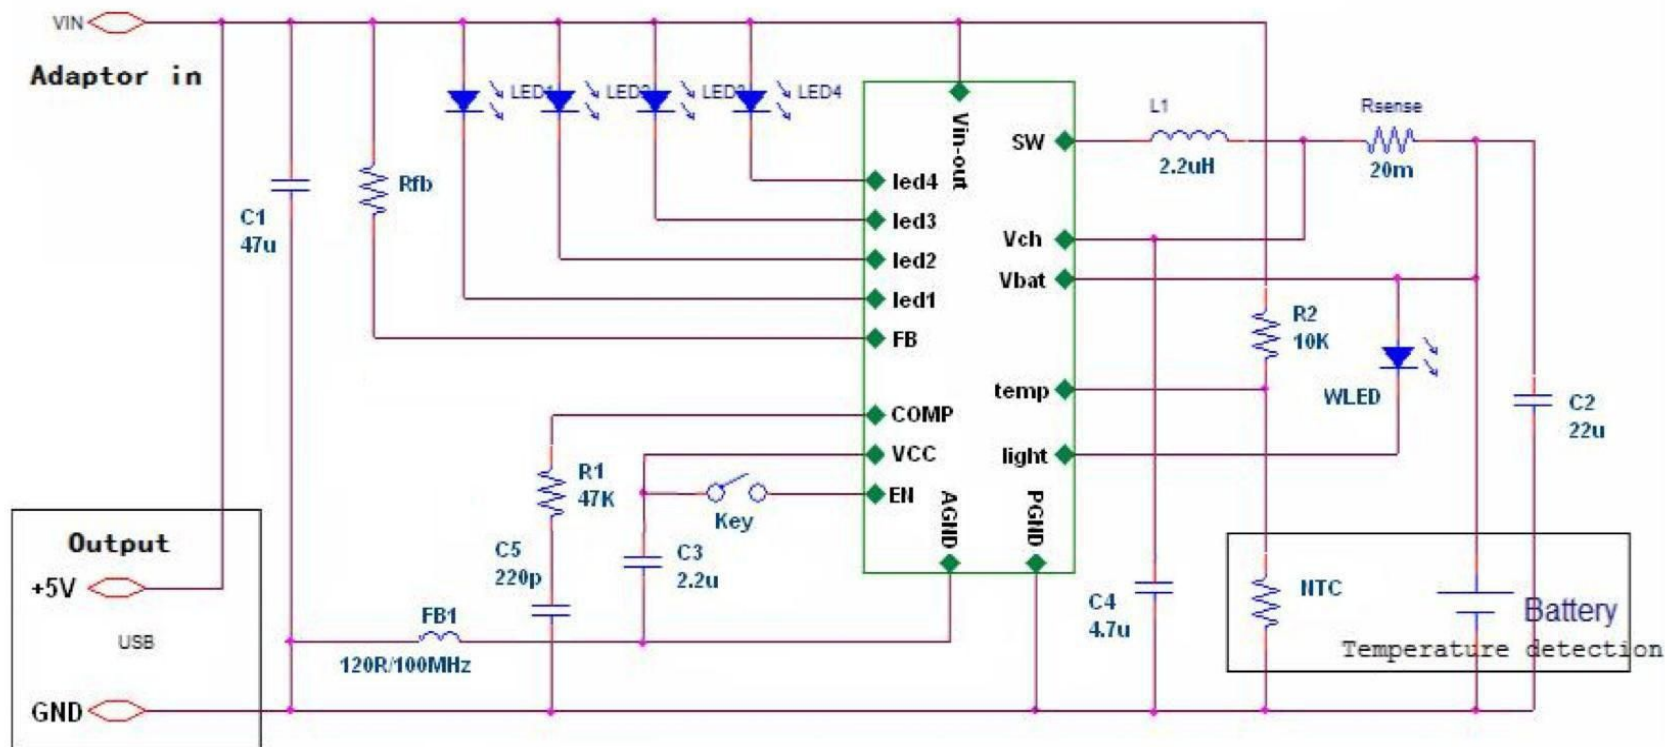 VIN
Adaptor in
LED1
LED2
LED3
LED4
L1
2.2uH
Rsense
20m
C1
47u
Rfb
Vin-out
SW
Vch
Vbat
temp
light
led4
led3
led2
led1
FB
COMP
VCC
EN
AGND
PGND
R2
10K
WLED
C2
22u
R1
47K
Key
C5
220p
C3
2.2u
FB1
120R/100MHz
C4
4.7u
NTC
Battery
Temperature detection
Output
+5V
USB
GND